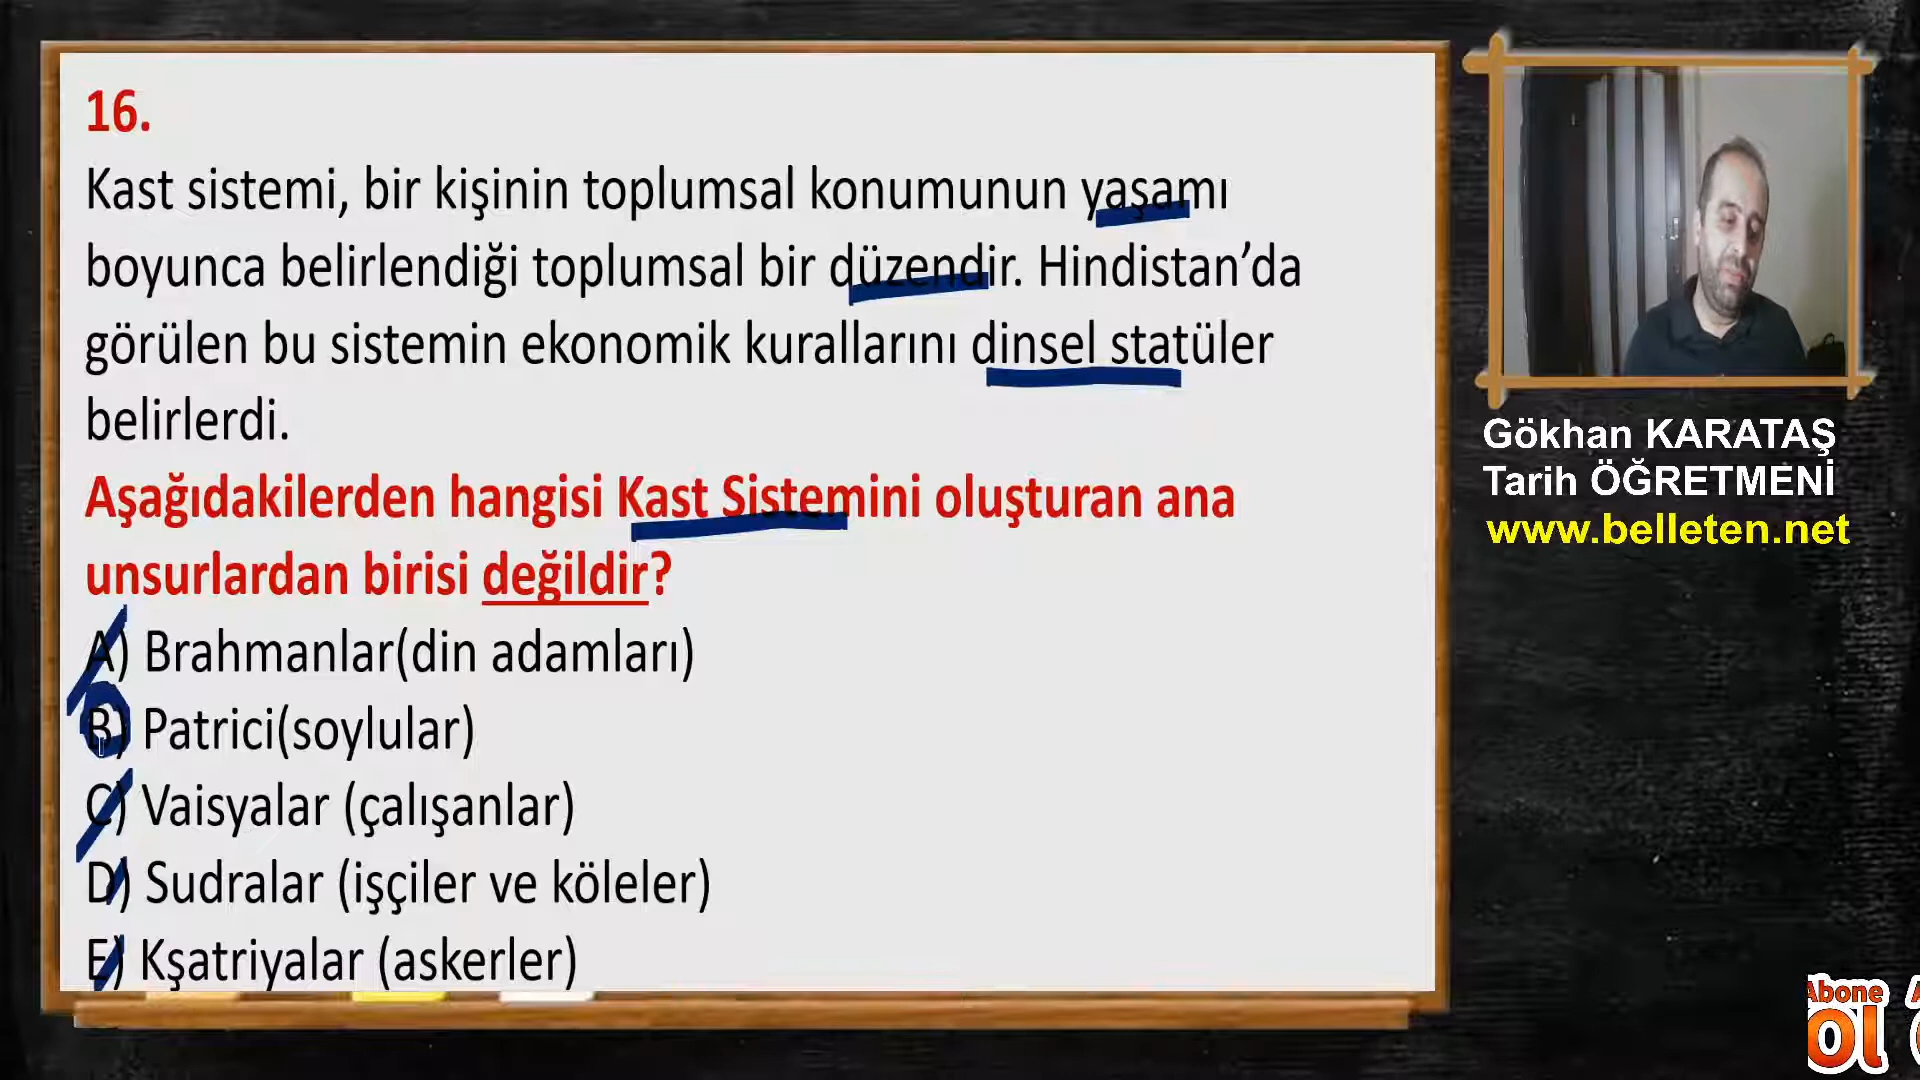 16.
Kast sistemi, bir kişinin toplumsal konumunun yaşamı
boyunca belirlendiği toplumsal bir düzendir. Hindistan’da
görülen bu sistemin ekonomik kurallarını dinsel statüler
belirlerdi.
Aşağıdakilerden hangisi Kast Sistemini oluşturan ana
unsurlardan birisi değildir?
A) Brahmanlar(din adamları)
B) Patrici(soylular)
C) Vaisyalar (çalışanlar)
D) Sudralar (işçiler ve köleler)
E) Kşatriyalar (askerler)
Gökhan KARATAŞ
Tarih ÖĞRETMENİ
www.belleten.net
Abone
Ol